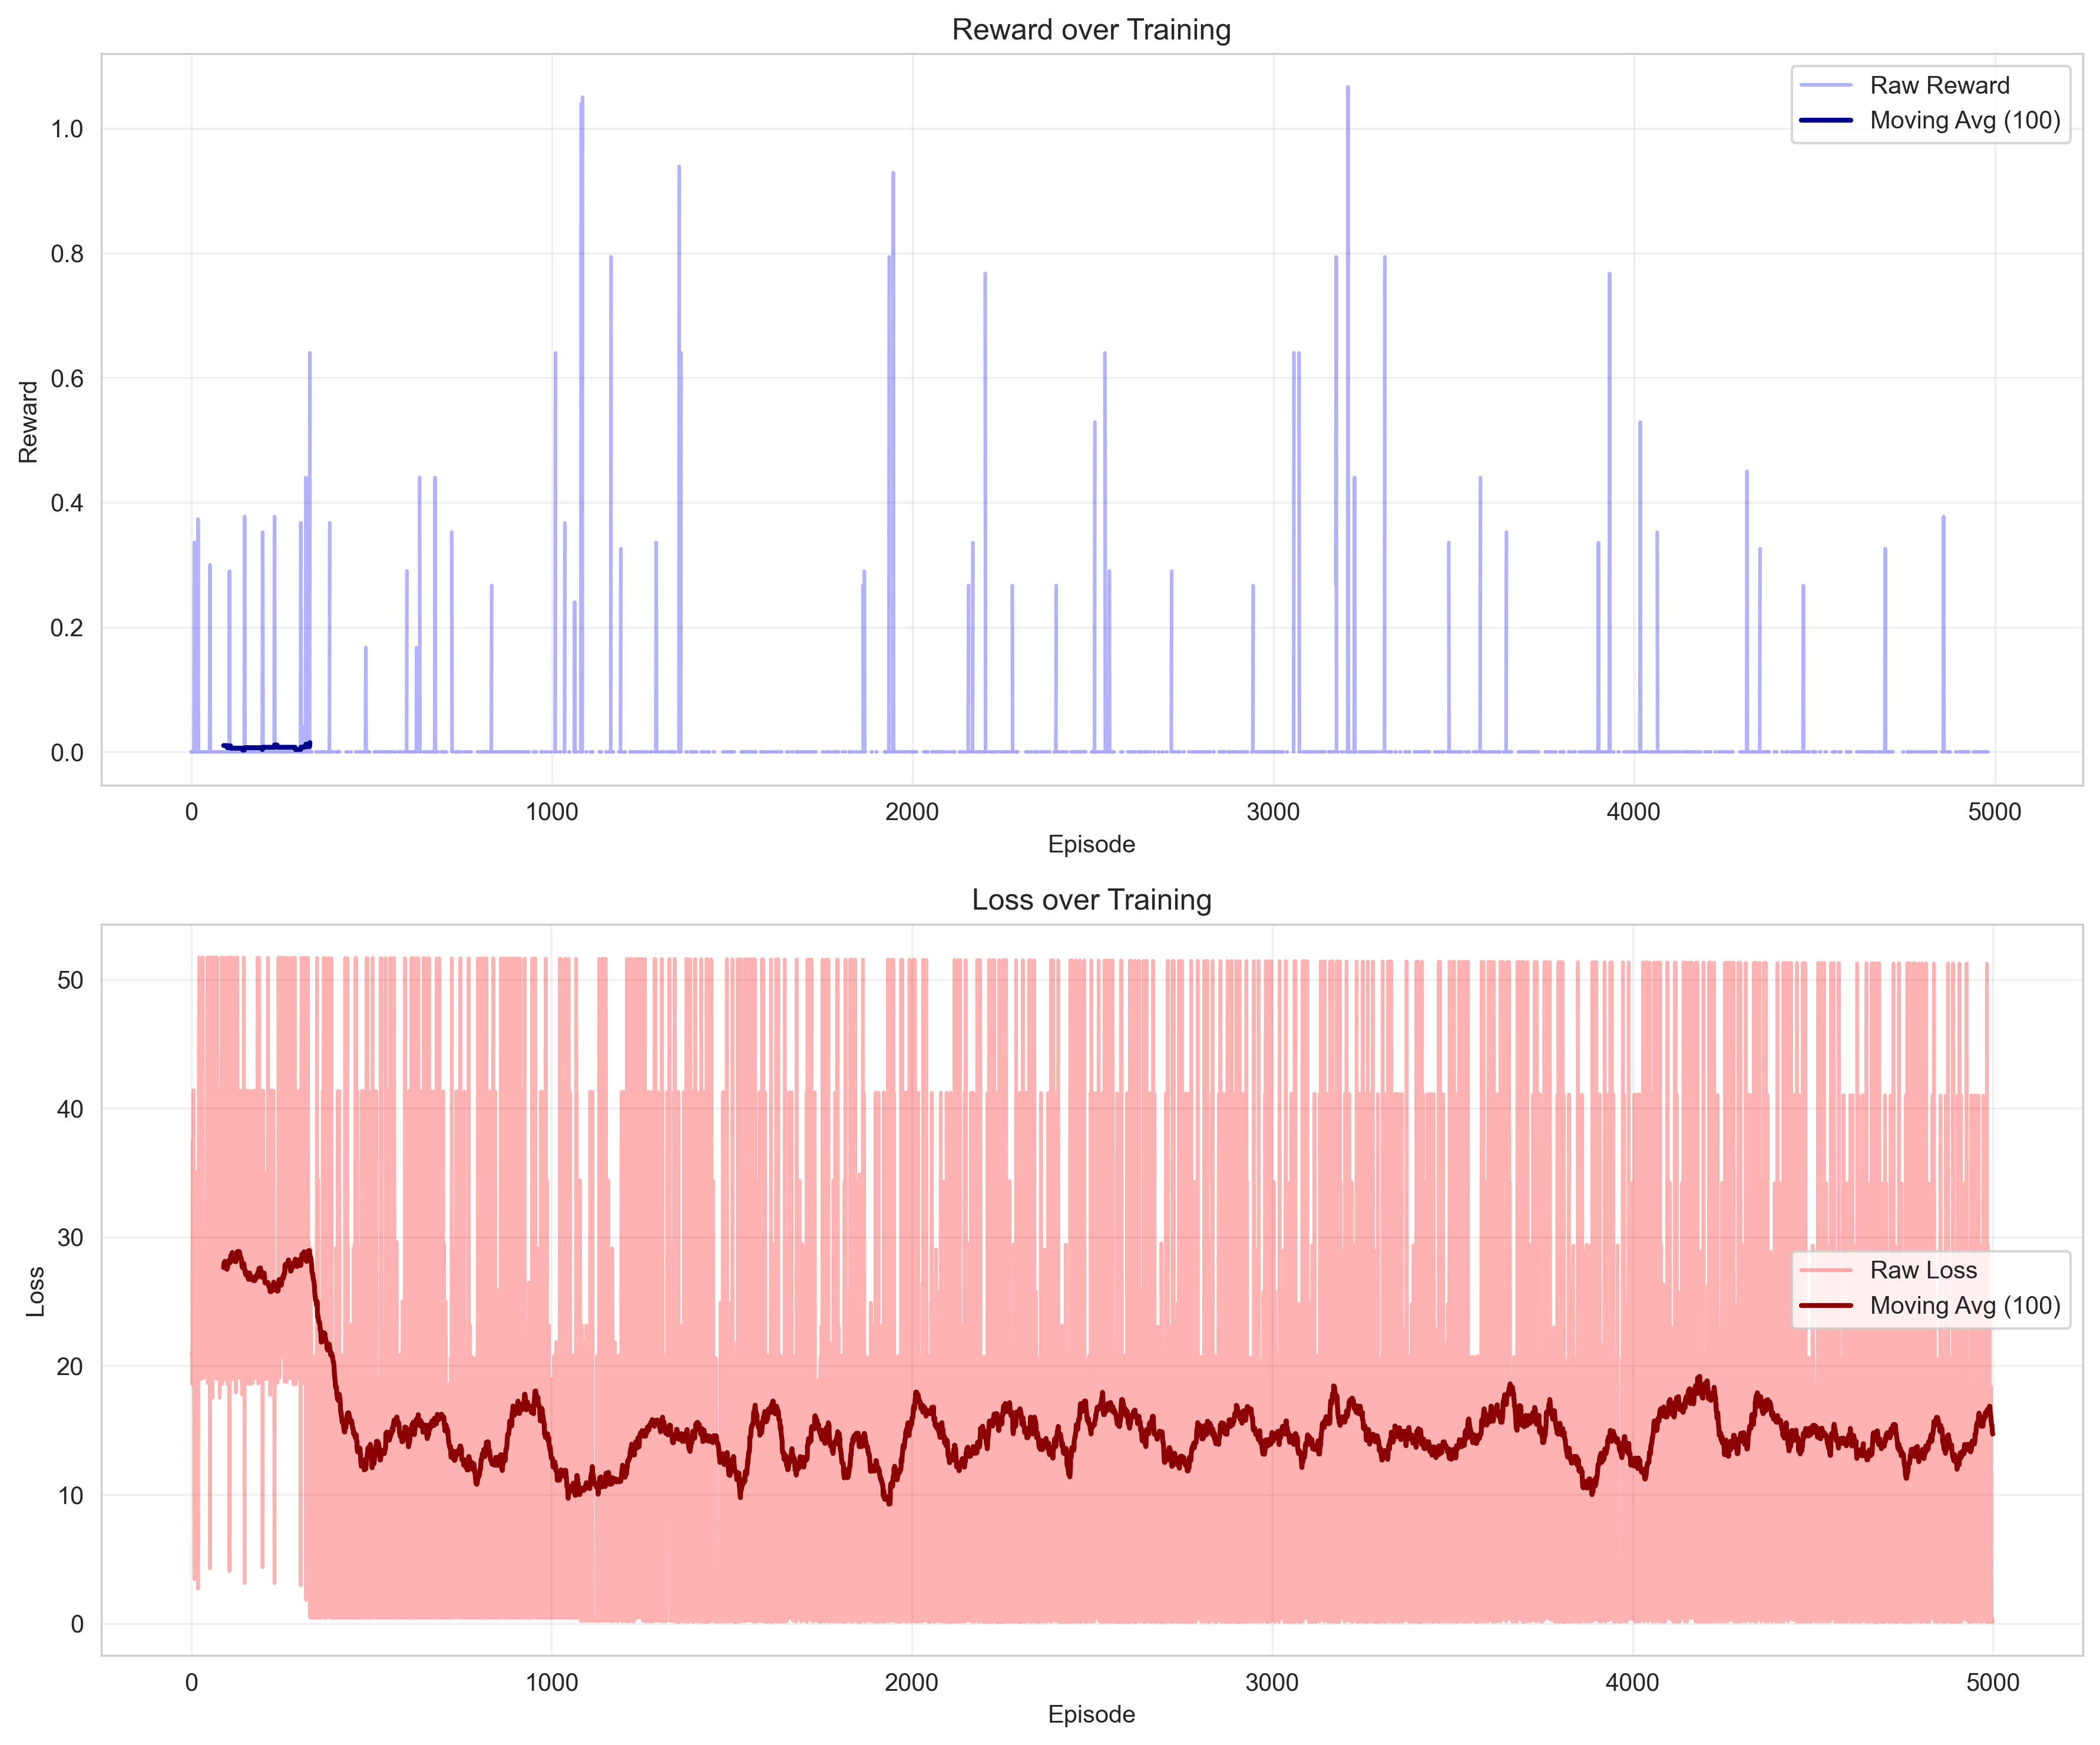 Reward over Training
Raw Reward
Moving Avg (100)
1.0
0.8
0.6
0.4
0.2
0.0
Reward
0 1000 2000 3000 4000 5000
Episode
Loss over Training
50
40
30
20
10
0
Loss
Raw Loss
Moving Avg (100)
0 1000 2000 3000 4000 5000
Episode